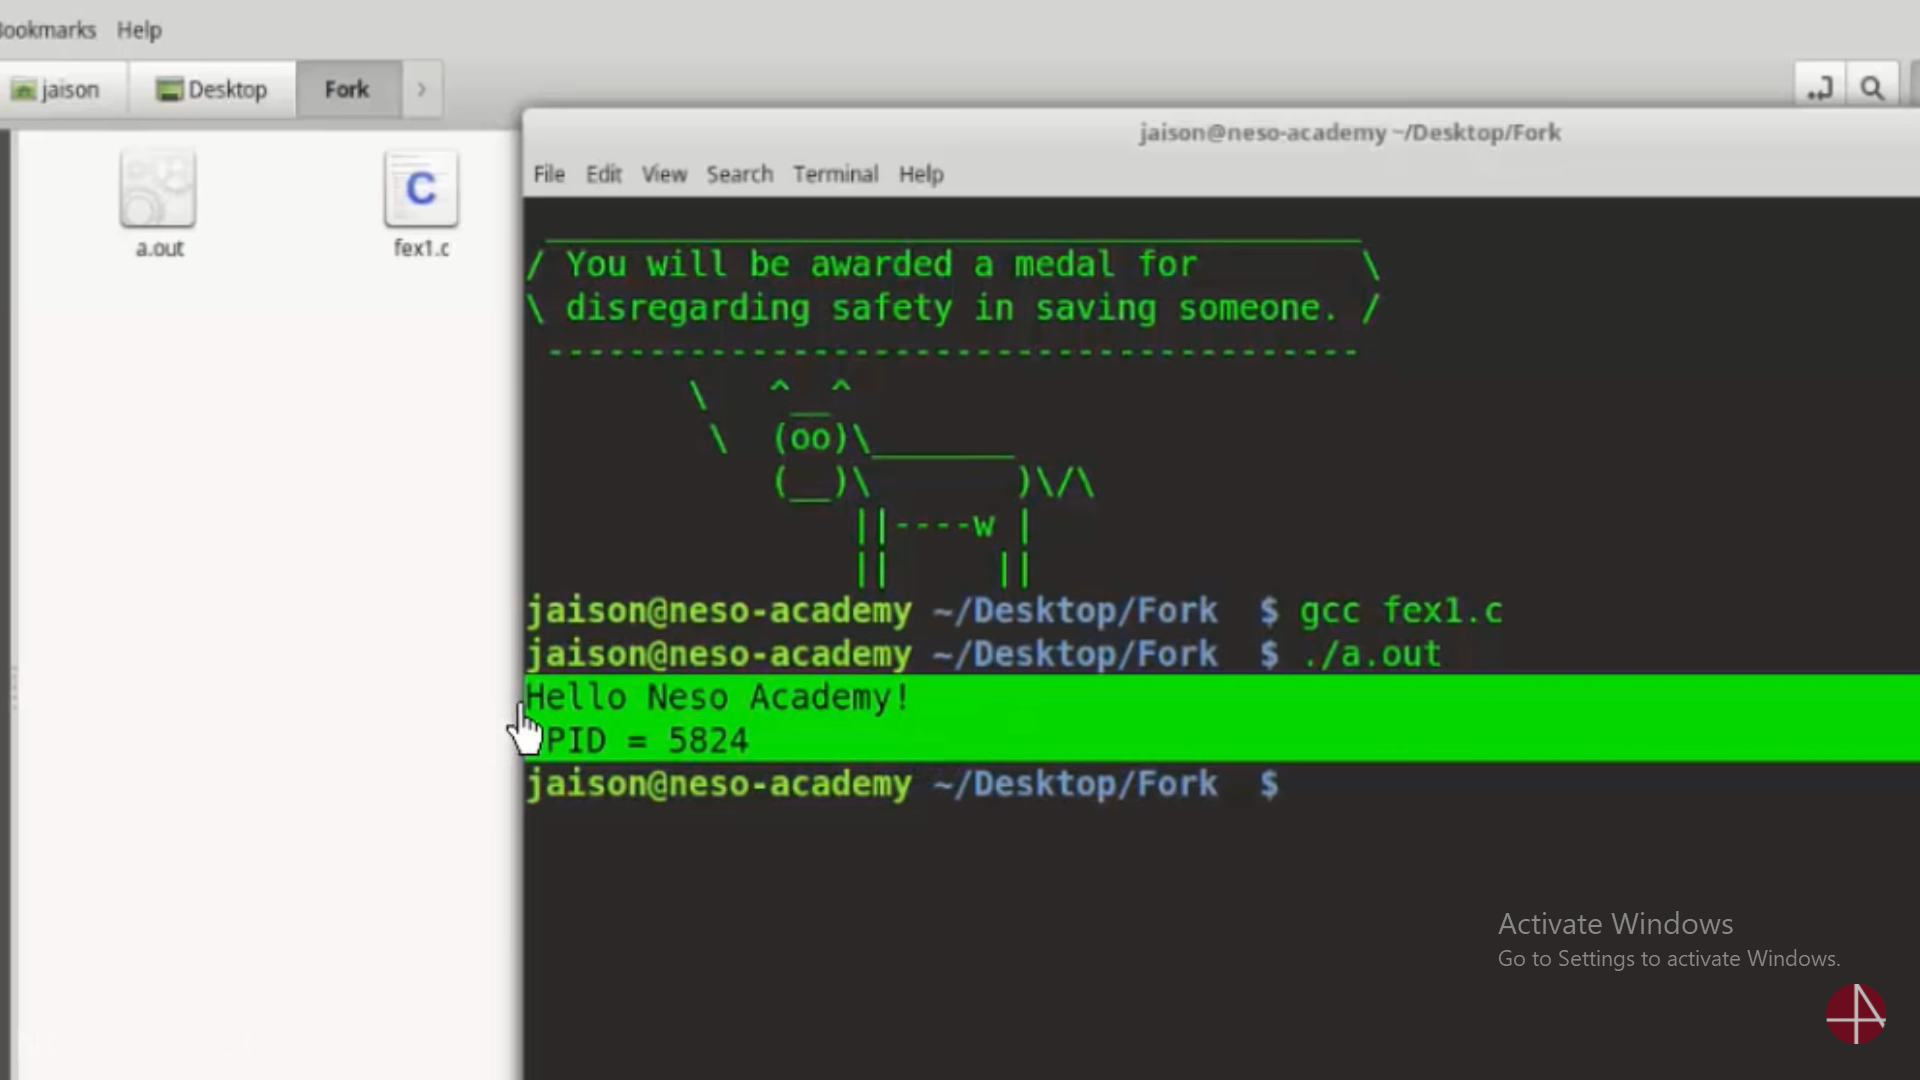 Bookmarks Help
jaison Desktop Fork
jaison@neso-academy ~/Desktop/Fork
File Edit View Search Terminal Help
a.out fex1.c
/ You will be awarded a medal for \
\ disregarding safety in saving someone. /
----------------------------------------
\ ^__^
\ (oo)\_______
(__)\ )\/\
||----w |
|| ||
jaison@neso-academy ~/Desktop/Fork $ gcc fex1.c
jaison@neso-academy ~/Desktop/Fork $ ./a.out
Hello Neso Academy!
PID = 5824
jaison@neso-academy ~/Desktop/Fork $
Activate Windows
Go to Settings to activate Windows.